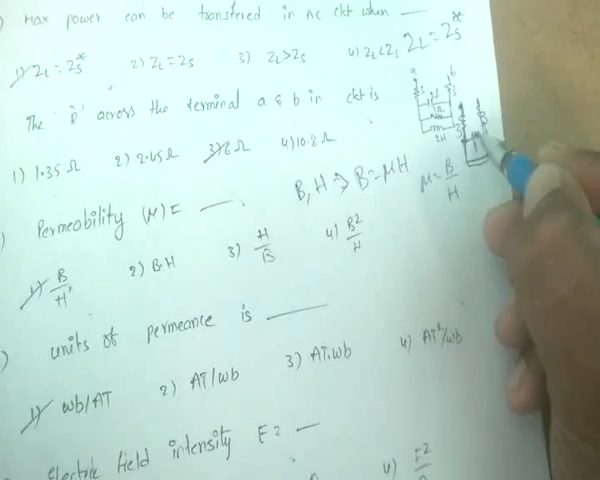 ) Max power can be transfered in AC ckt when —
1) ZL = Zs* 2) ZL = Zs 3) ZL > Zs 4) ZL < Zs ZL = Zs*
The 'R' across the terminal a & b in ckt is
a b
2H
1) 1.35 Ω 2) 2.45 Ω 3) 6 Ω 4) 10.8 Ω
) Permeability (μ) = —. B, H ⇒ B = μH μ = B/H
1) B/H 2) B·H 3) H/B 4) B²/H
) units of permeance is —
1) wb/AT 2) AT/wb 3) AT.wb 4) AT²/wb
Electric field intensity E = —
4)